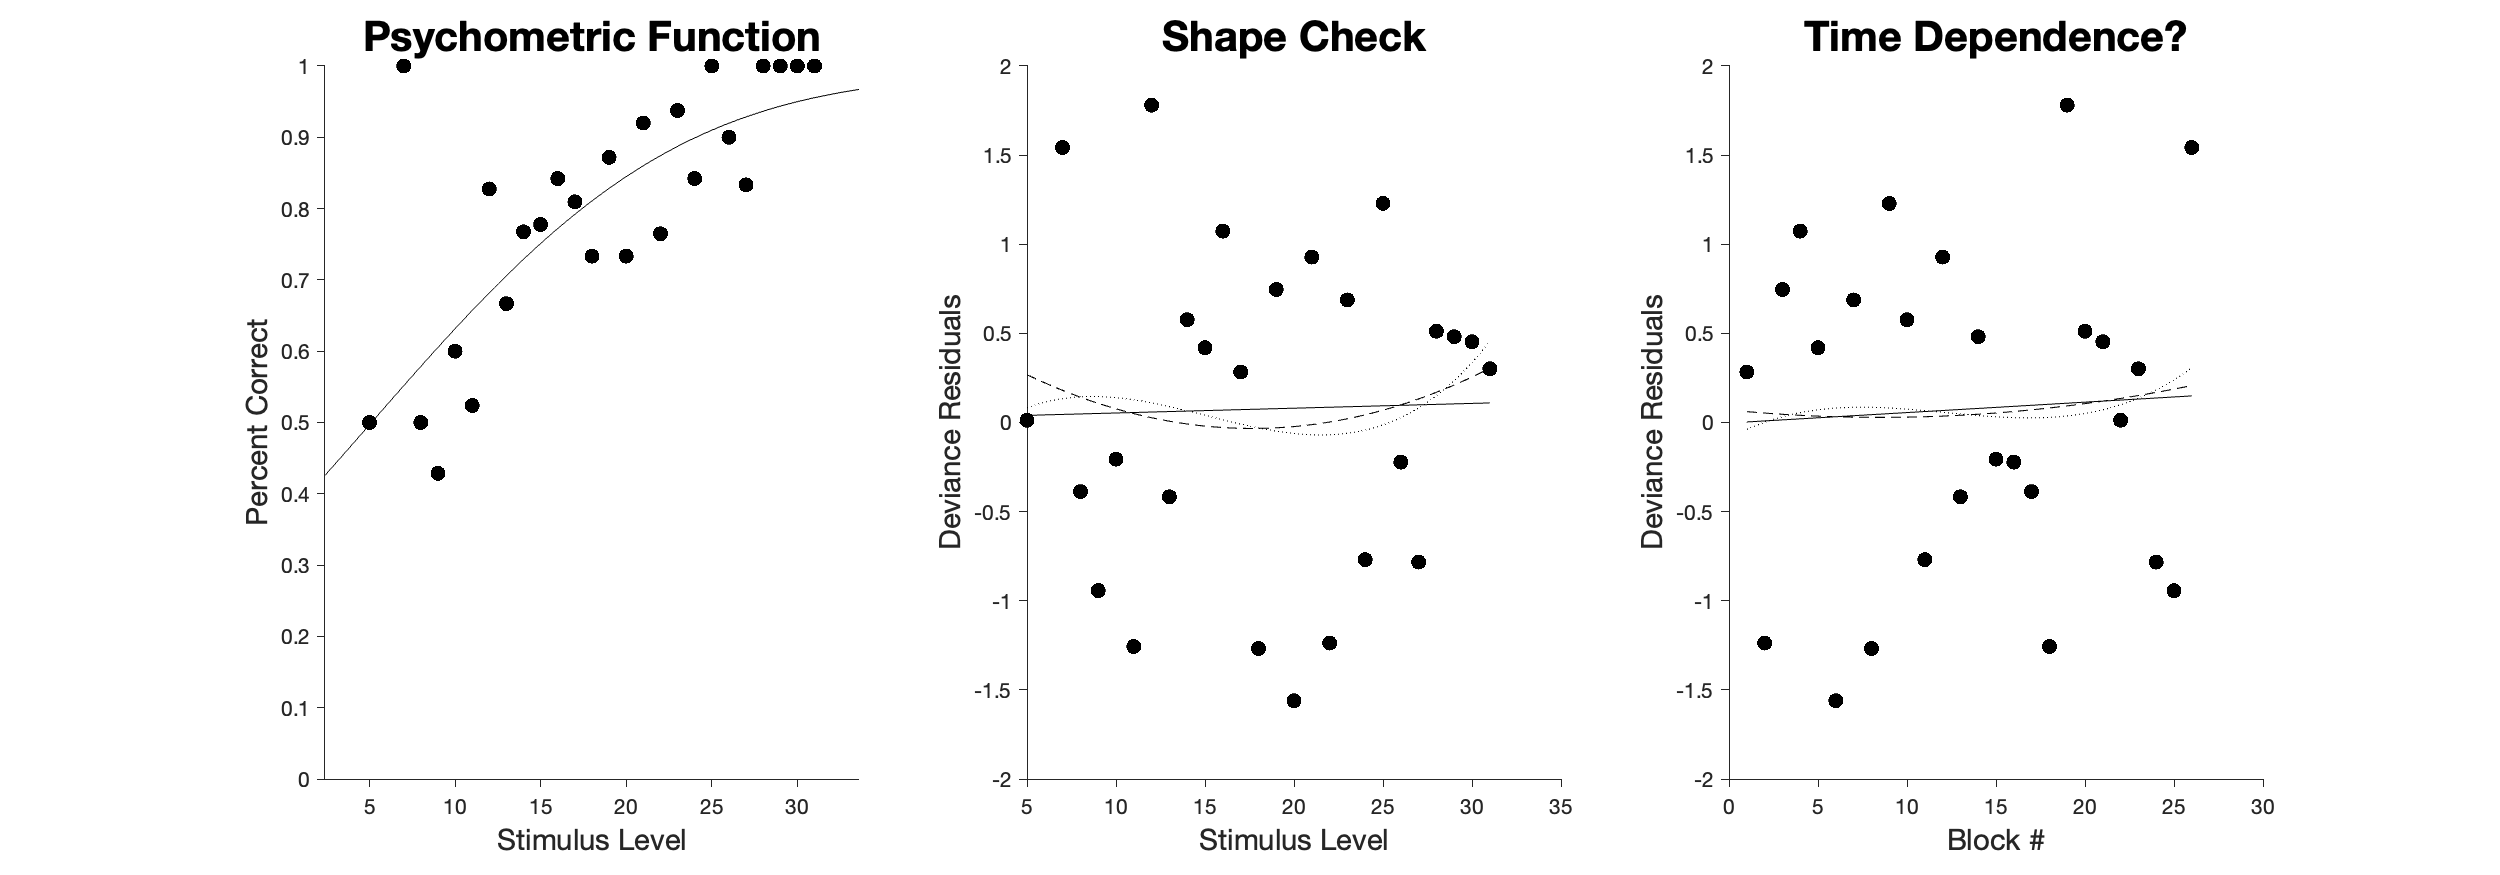 Psychometric Function
Percent Correct
1
0.9
0.8
0.7
0.6
0.5
0.4
0.3
0.2
0.1
0
5 10 15 20 25 30
Stimulus Level
Shape Check
Deviance Residuals
2
1.5
1
0.5
0
-0.5
-1
-1.5
-2
5 10 15 20 25 30 35
Stimulus Level
Time Dependence?
Deviance Residuals
2
1.5
1
0.5
0
-0.5
-1
-1.5
-2
0 5 10 15 20 25 30
Block #